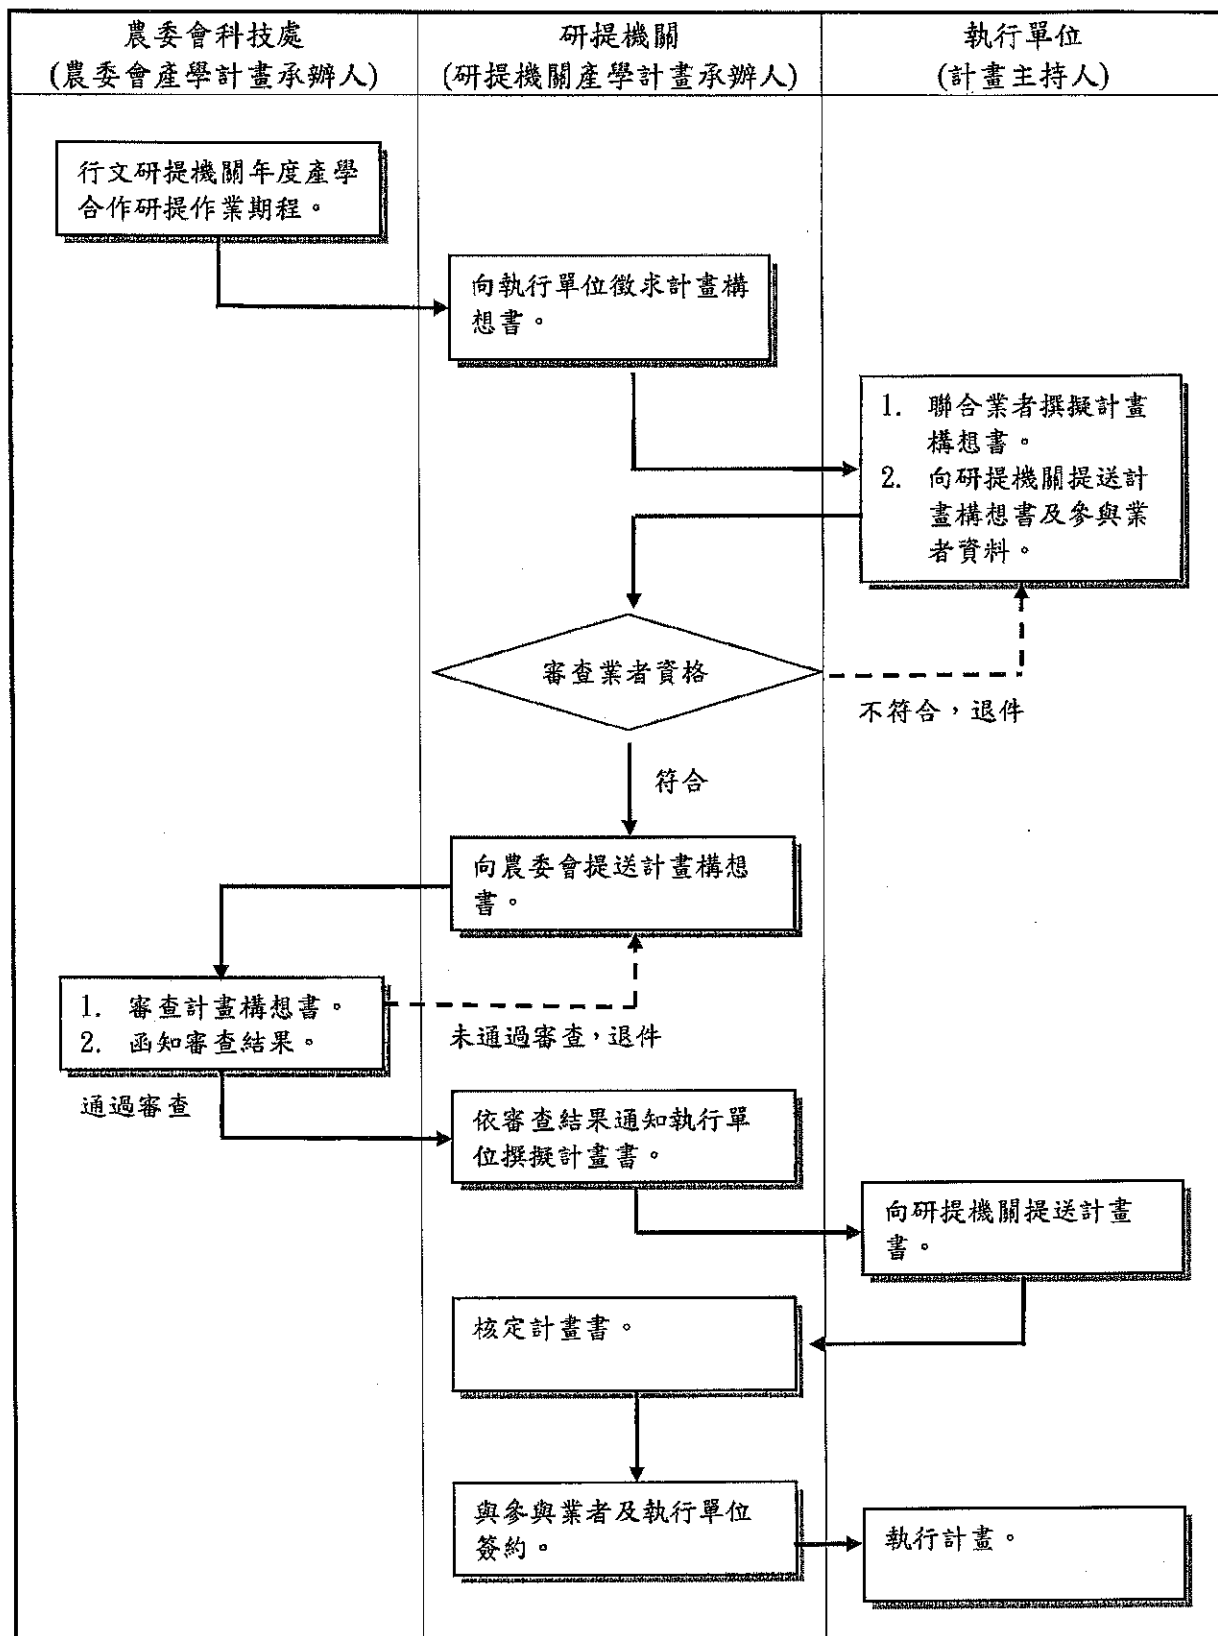 農委會科技處
(農委會產學計畫承辦人)
研提機關
(研提機關產學計畫承辦人)
執行單位
(計畫主持人)
行文研提機關年度產學
合作研提作業期程。
向執行單位徵求計畫構
想書。
1. 聯合業者撰擬計畫
構想書。
2. 向研提機關提送計
畫構想書及參與業
者資料。
審查業者資格
不符合，退件
符合
向農委會提送計畫構想
書。
1. 審查計畫構想書。
2. 函知審查結果。
未通過審查，退件
通過審查
依審查結果通知執行單
位撰擬計畫書。
向研提機關提送計畫
書。
核定計畫書。
與參與業者及執行單位
簽約。
執行計畫。